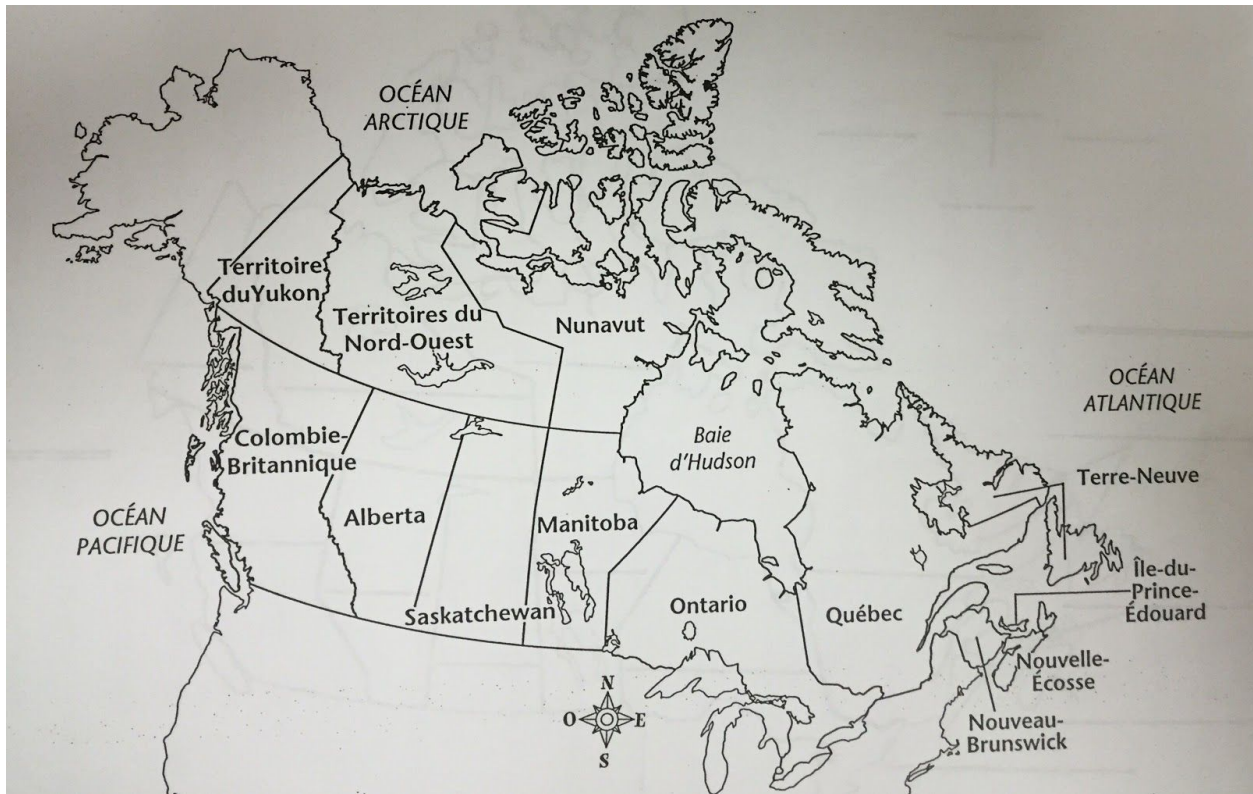 OCÉAN
ARCTIQUE
Territoire
duYukon
Territoires du
Nord-Ouest
Nunavut
OCÉAN
ATLANTIQUE
Colombie-
Britannique
Baie
d'Hudson
Terre-Neuve
OCÉAN
PACIFIQUE
Alberta
Manitoba
Saskatchewan
Ontario
Québec
Île-du-
Prince-
Édouard
Nouvelle-
Écosse
Nouveau-
Brunswick
N
O E
S